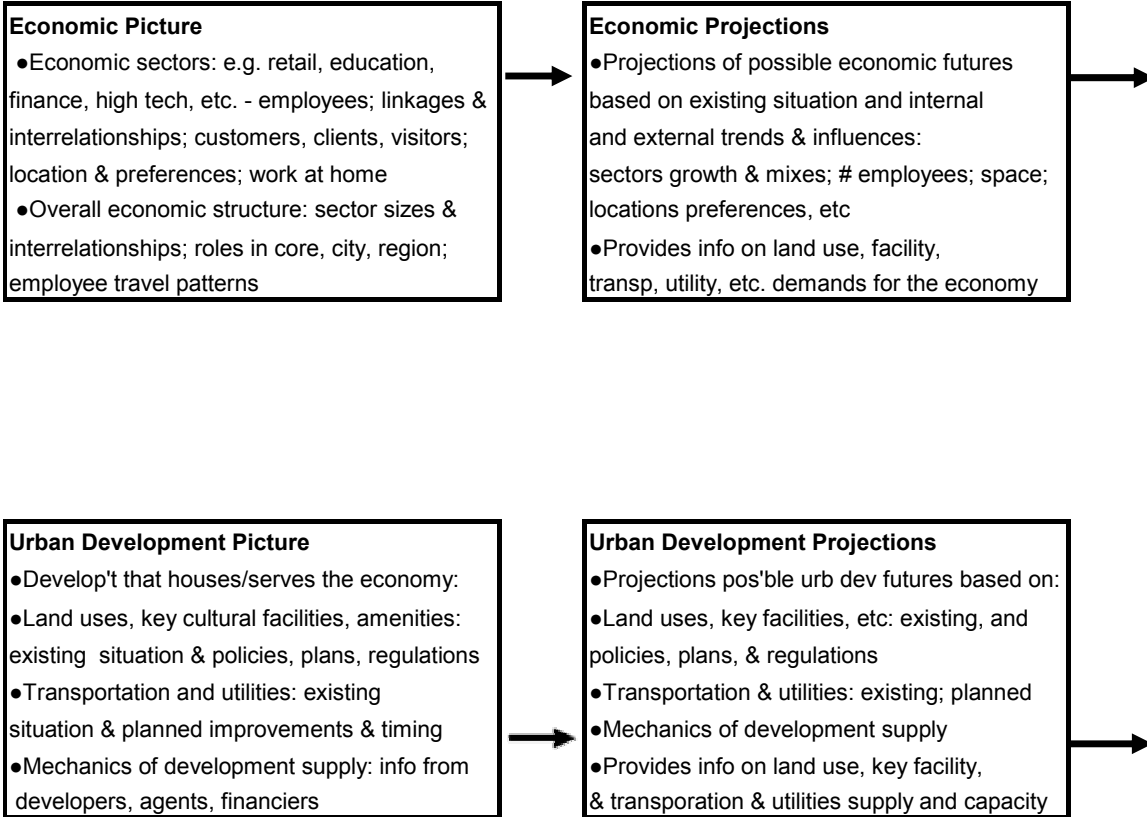 Economic Picture
●Economic sectors: e.g. retail, education,
finance, high tech, etc. - employees; linkages &
interrelationships; customers, clients, visitors;
location & preferences; work at home
●Overall economic structure: sector sizes &
interrelationships; roles in core, city, region;
employee travel patterns
Economic Projections
●Projections of possible economic futures
based on existing situation and internal
and external trends & influences:
sectors growth & mixes; # employees; space;
locations preferences, etc
●Provides info on land use, facility,
transp, utility, etc. demands for the economy
Urban Development Picture
●Develop't that houses/serves the economy:
●Land uses, key cultural facilities, amenities:
existing situation & policies, plans, regulations
●Transportation and utilities: existing
situation & planned improvements & timing
●Mechanics of development supply: info from
developers, agents, financiers
Urban Development Projections
●Projections pos'ble urb dev futures based on:
●Land uses, key facilities, etc: existing, and
policies, plans, & regulations
●Transportation & utilities: existing; planned
●Mechanics of development supply
●Provides info on land use, key facility,
& transporation & utilities supply and capacity